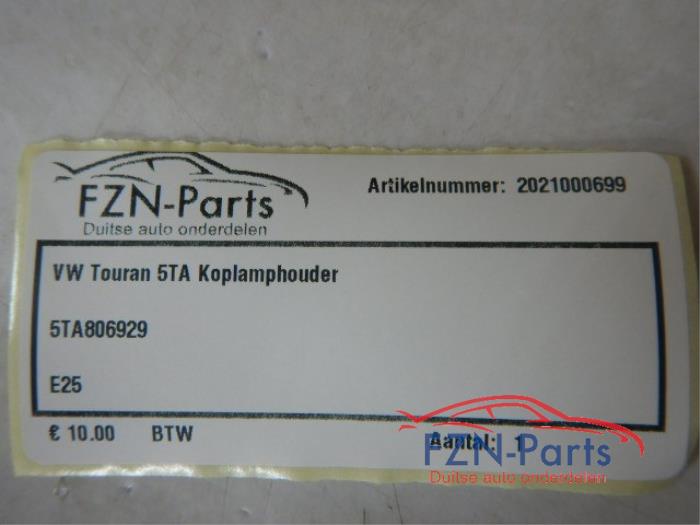 FZN-Parts
Duitse auto onderdelen
Artikelnummer: 2021000699
VW Touran 5TA Koplamphouder
5TA806929
E25
€ 10.00 BTW
Aantal: 1
FZN-Parts
Duitse auto onderdelen